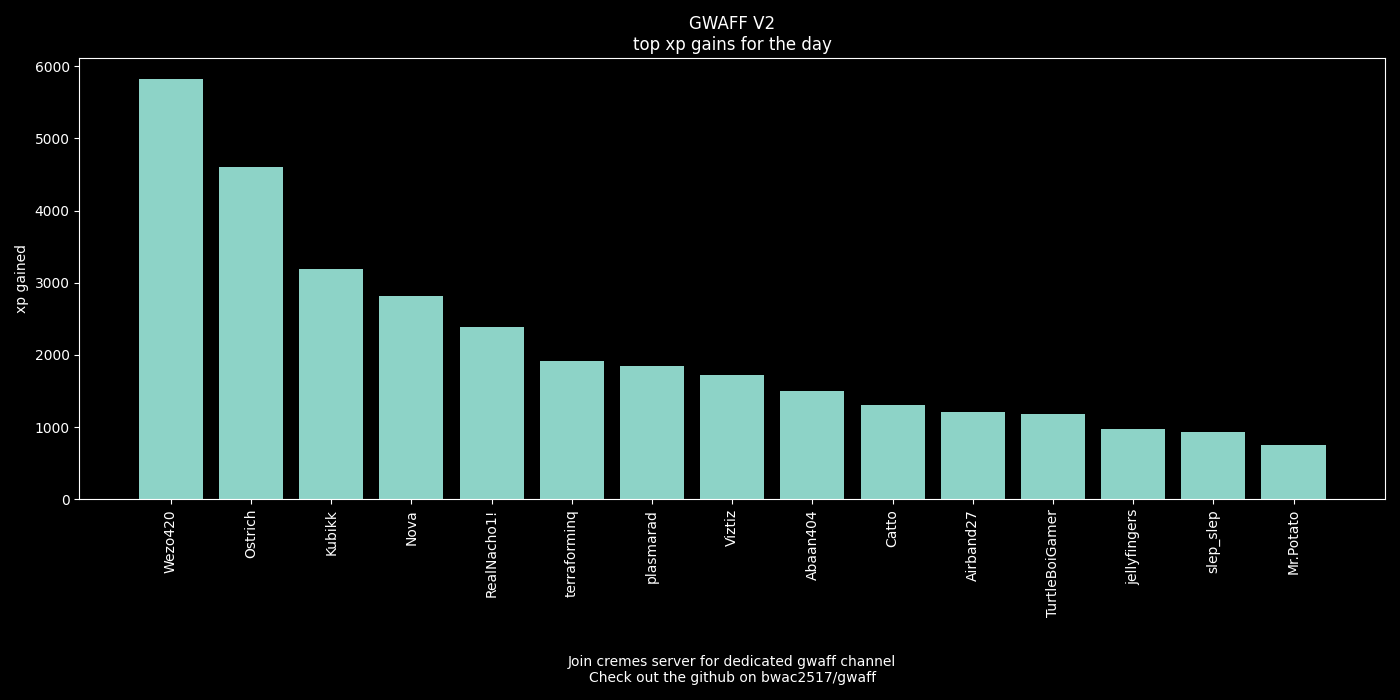 GWAFF V2
top xp gains for the day
6000
5000
4000
3000
2000
1000
0
xp gained
Wezo420
Ostrich
Kubikk
Nova
RealNacho1!
terraforminq
plasmarad
Viztiz
Abaan404
Catto
Airband27
TurtleBoiGamer
jellyfingers
slep_slep
Mr.Potato
Join cremes server for dedicated gwaff channel
Check out the github on bwac2517/gwaff